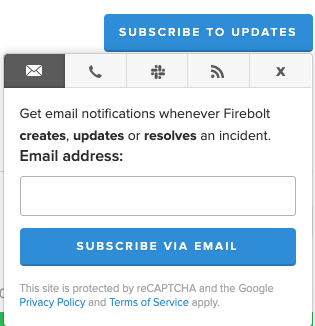 SUBSCRIBE TO UPDATES
x
Get email notifications whenever Firebolt
creates, updates or resolves an incident.
Email address:
SUBSCRIBE VIA EMAIL
This site is protected by reCAPTCHA and the Google
Privacy Policy and Terms of Service apply.